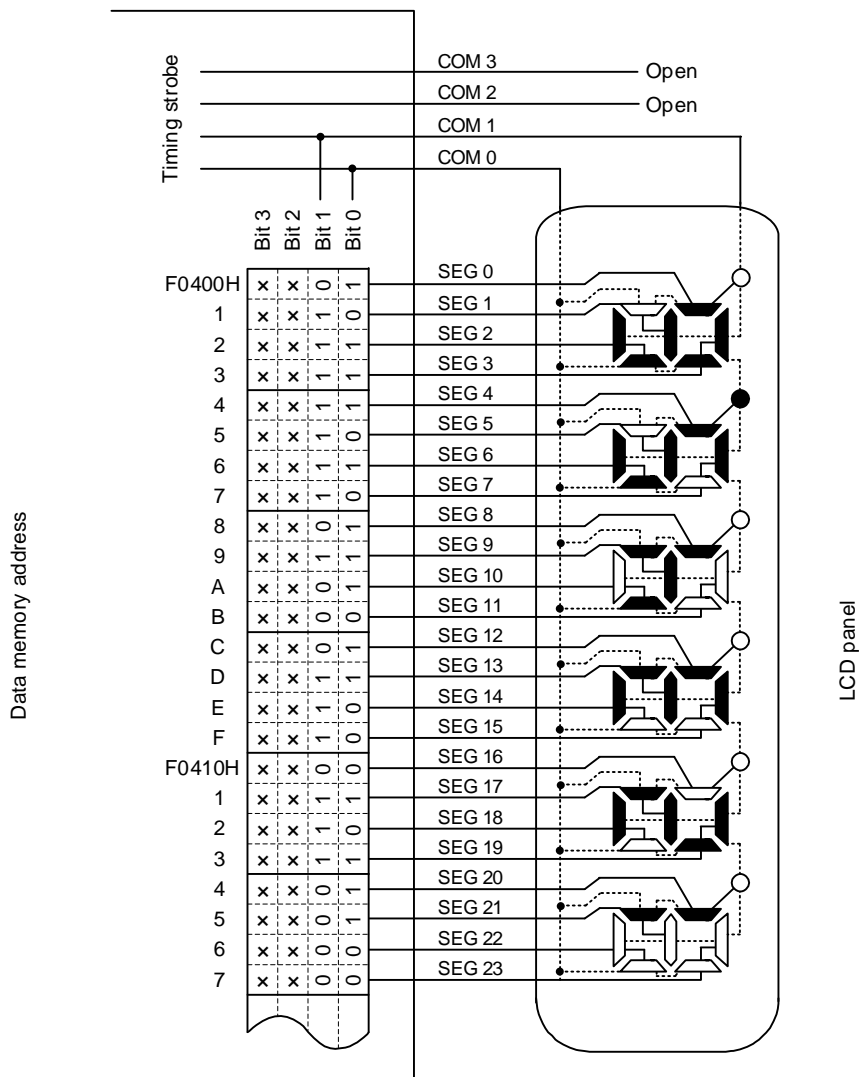 Timing strobe
COM 3
Open
COM 2
Open
COM 1
COM 0
Bit 3
Bit 2
Bit 1
Bit 0
F0400H × × 0 1 SEG 0
1 × × 1 0 SEG 1
2 × × 1 1 SEG 2
3 × × 1 1 SEG 3
4 × × 1 1 SEG 4
5 × × 1 0 SEG 5
6 × × 1 1 SEG 6
7 × × 1 0 SEG 7
8 × × 0 1 SEG 8
9 × × 1 1 SEG 9
A × × 0 1 SEG 10
B × × 0 0 SEG 11
C × × 0 1 SEG 12
D × × 1 1 SEG 13
E × × 1 0 SEG 14
F × × 1 0 SEG 15
F0410H × × 0 0 SEG 16
1 × × 1 1 SEG 17
2 × × 1 0 SEG 18
3 × × 1 1 SEG 19
4 × × 0 1 SEG 20
5 × × 0 1 SEG 21
6 × × 0 0 SEG 22
7 × × 0 0 SEG 23
Data memory address
LCD panel